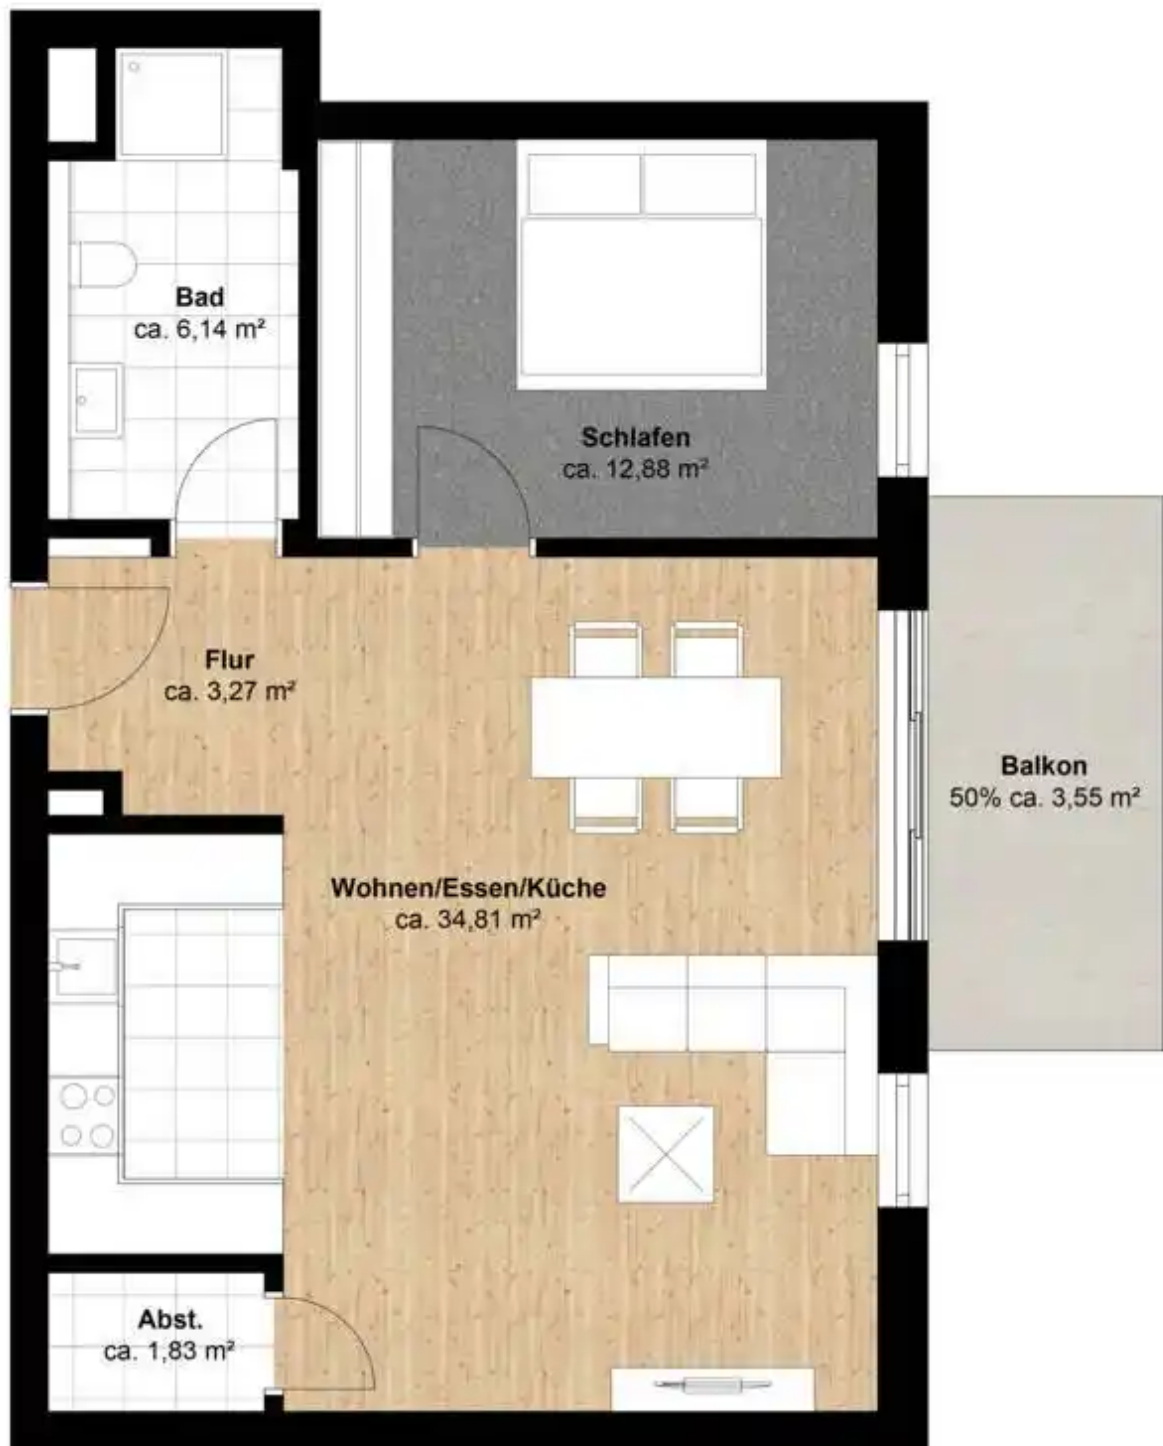 Bad
ca. 6,14 m²
Schlafen
ca. 12,88 m²
Flur
ca. 3,27 m²
Balkon
50% ca. 3,55 m²
Wohnen/Essen/Küche
ca. 34,81 m²
Abst.
ca. 1,83 m²